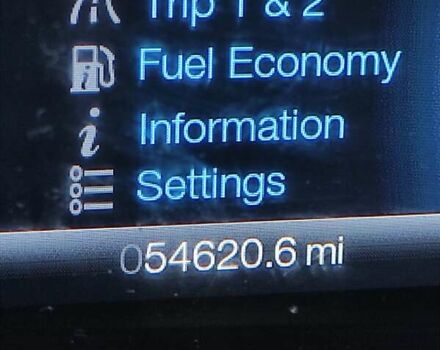 Trip 1 & 2
Fuel Economy
Information
Settings
054620.6 mi